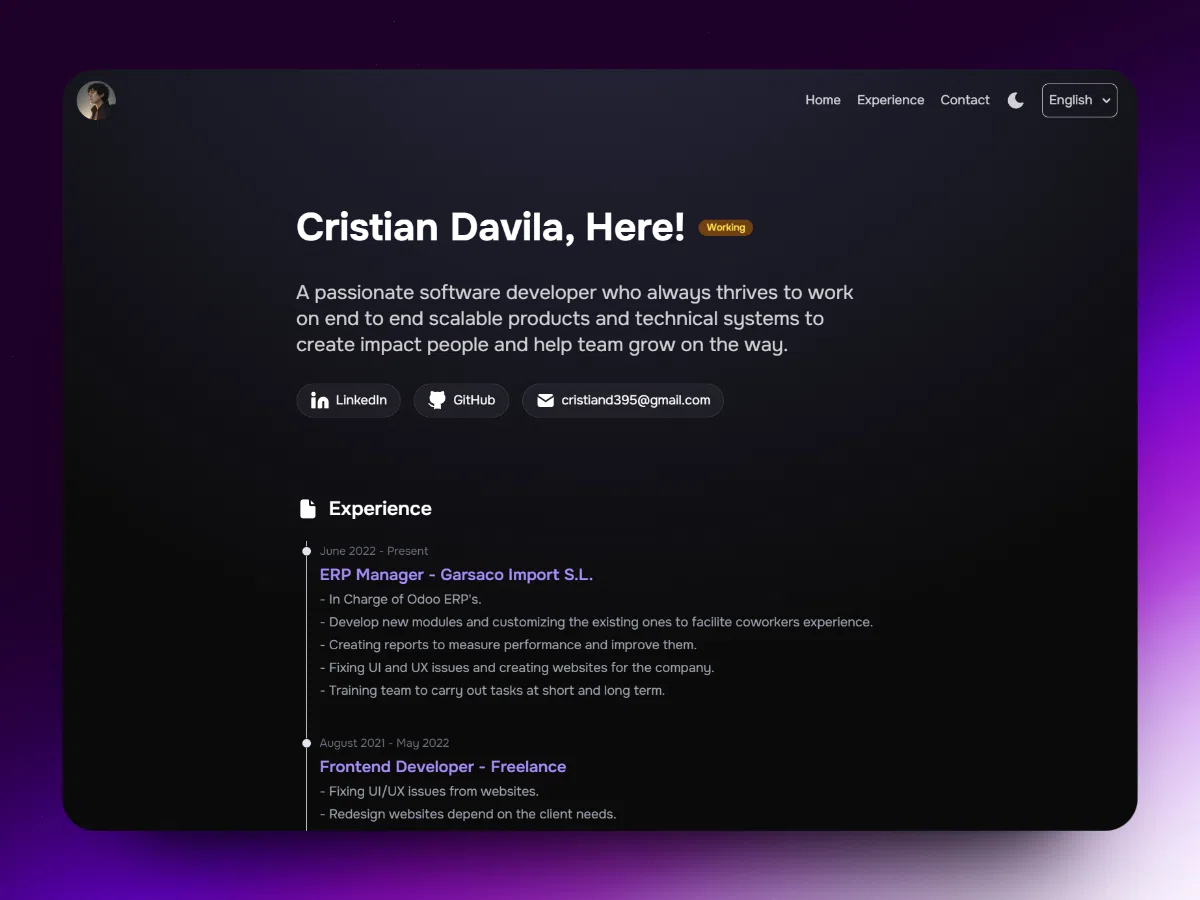 Home Experience Contact English
Cristian Davila, Here! Working
A passionate software developer who always thrives to work
on end to end scalable products and technical systems to
create impact people and help team grow on the way.
LinkedIn GitHub cristiand395@gmail.com
Experience
June 2022 - Present
ERP Manager - Garsaco Import S.L.
- In Charge of Odoo ERP's.
- Develop new modules and customizing the existing ones to facilite coworkers experience.
- Creating reports to measure performance and improve them.
- Fixing UI and UX issues and creating websites for the company.
- Training team to carry out tasks at short and long term.
August 2021 - May 2022
Frontend Developer - Freelance
- Fixing UI/UX issues from websites.
- Redesign websites depend on the client needs.